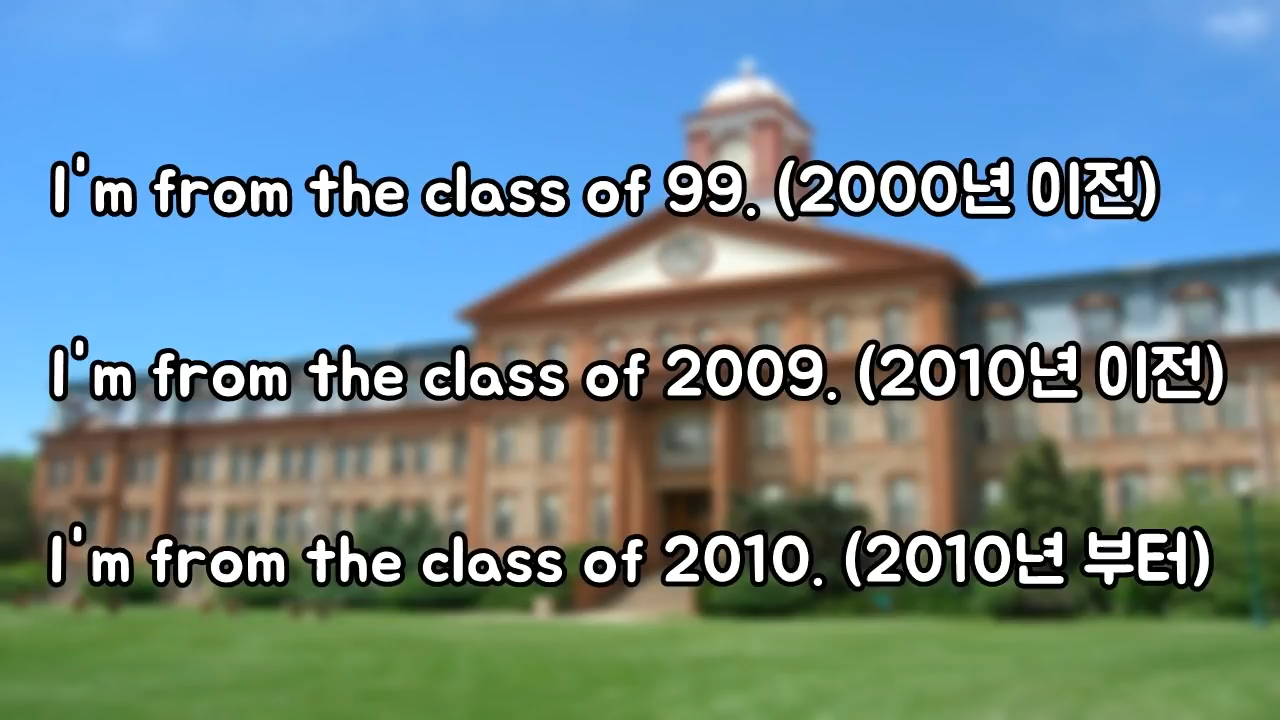 I'm from the class of 99. (2000년 이전)
I'm from the class of 2009. (2010년 이전)
I'm from the class of 2010. (2010년 부터)